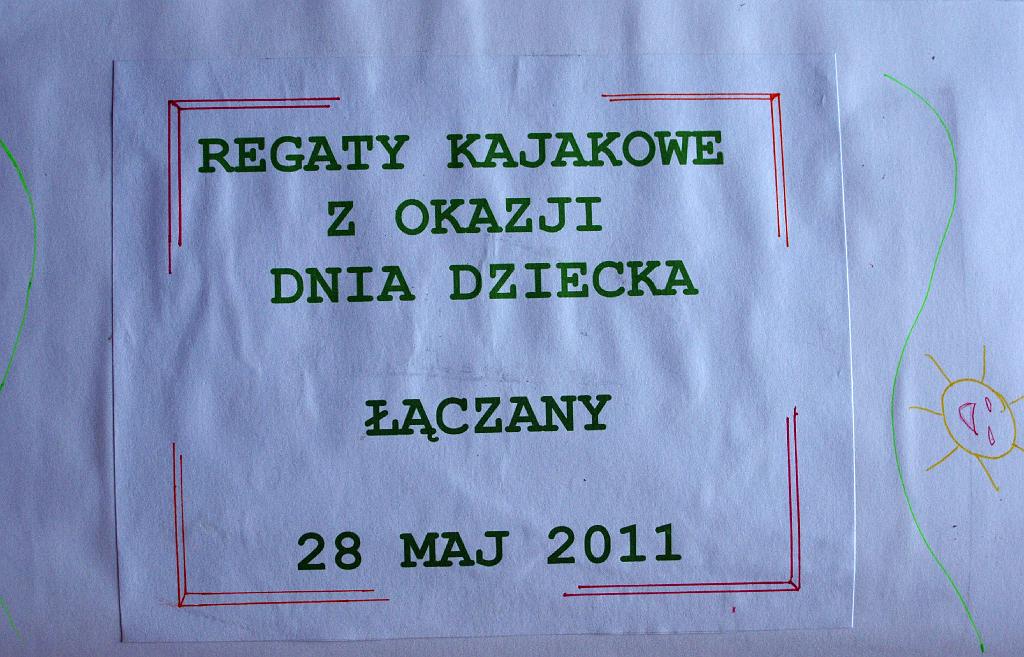 REGATY KAJAKOWE
Z OKAZJI
DNIA DZIECKA
ŁĄCZANY
28 MAJ 2011